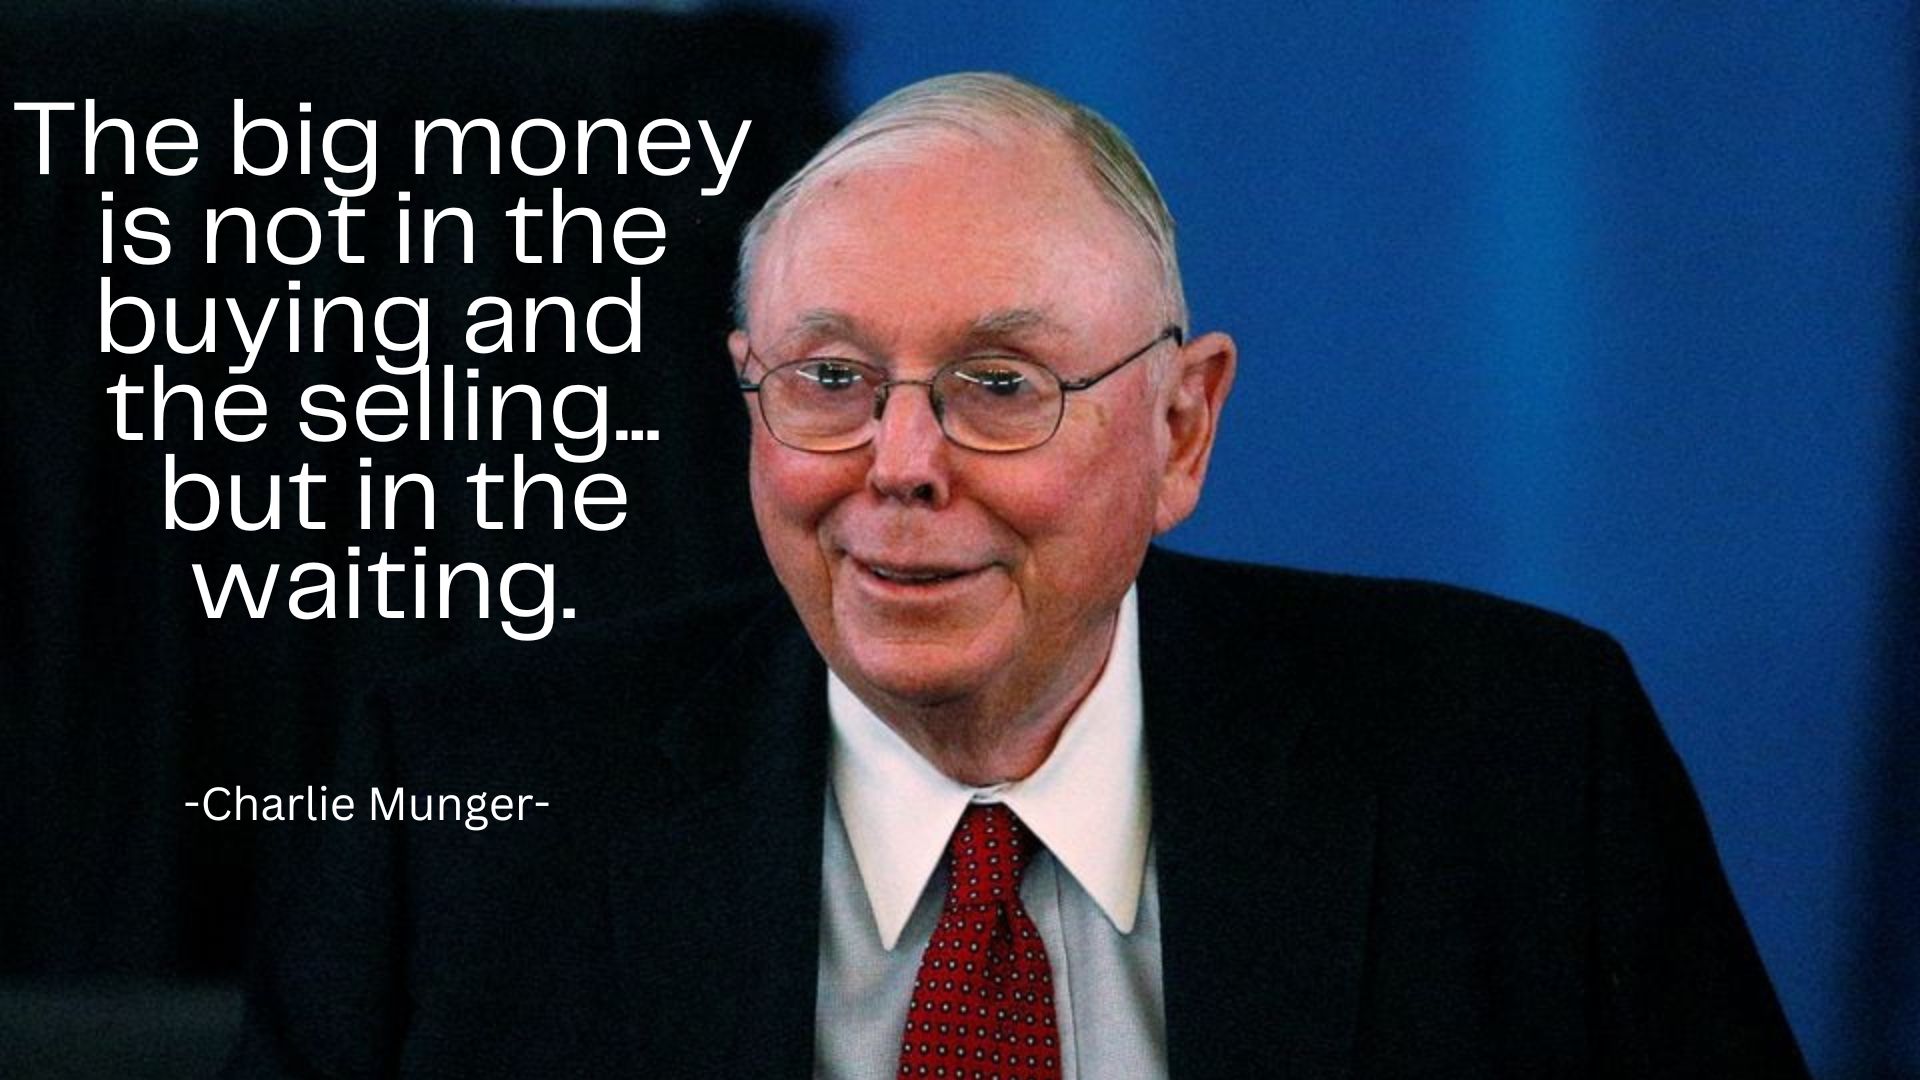 The big money
is not in the
buying and
the selling...
but in the
waiting.
-Charlie Munger-